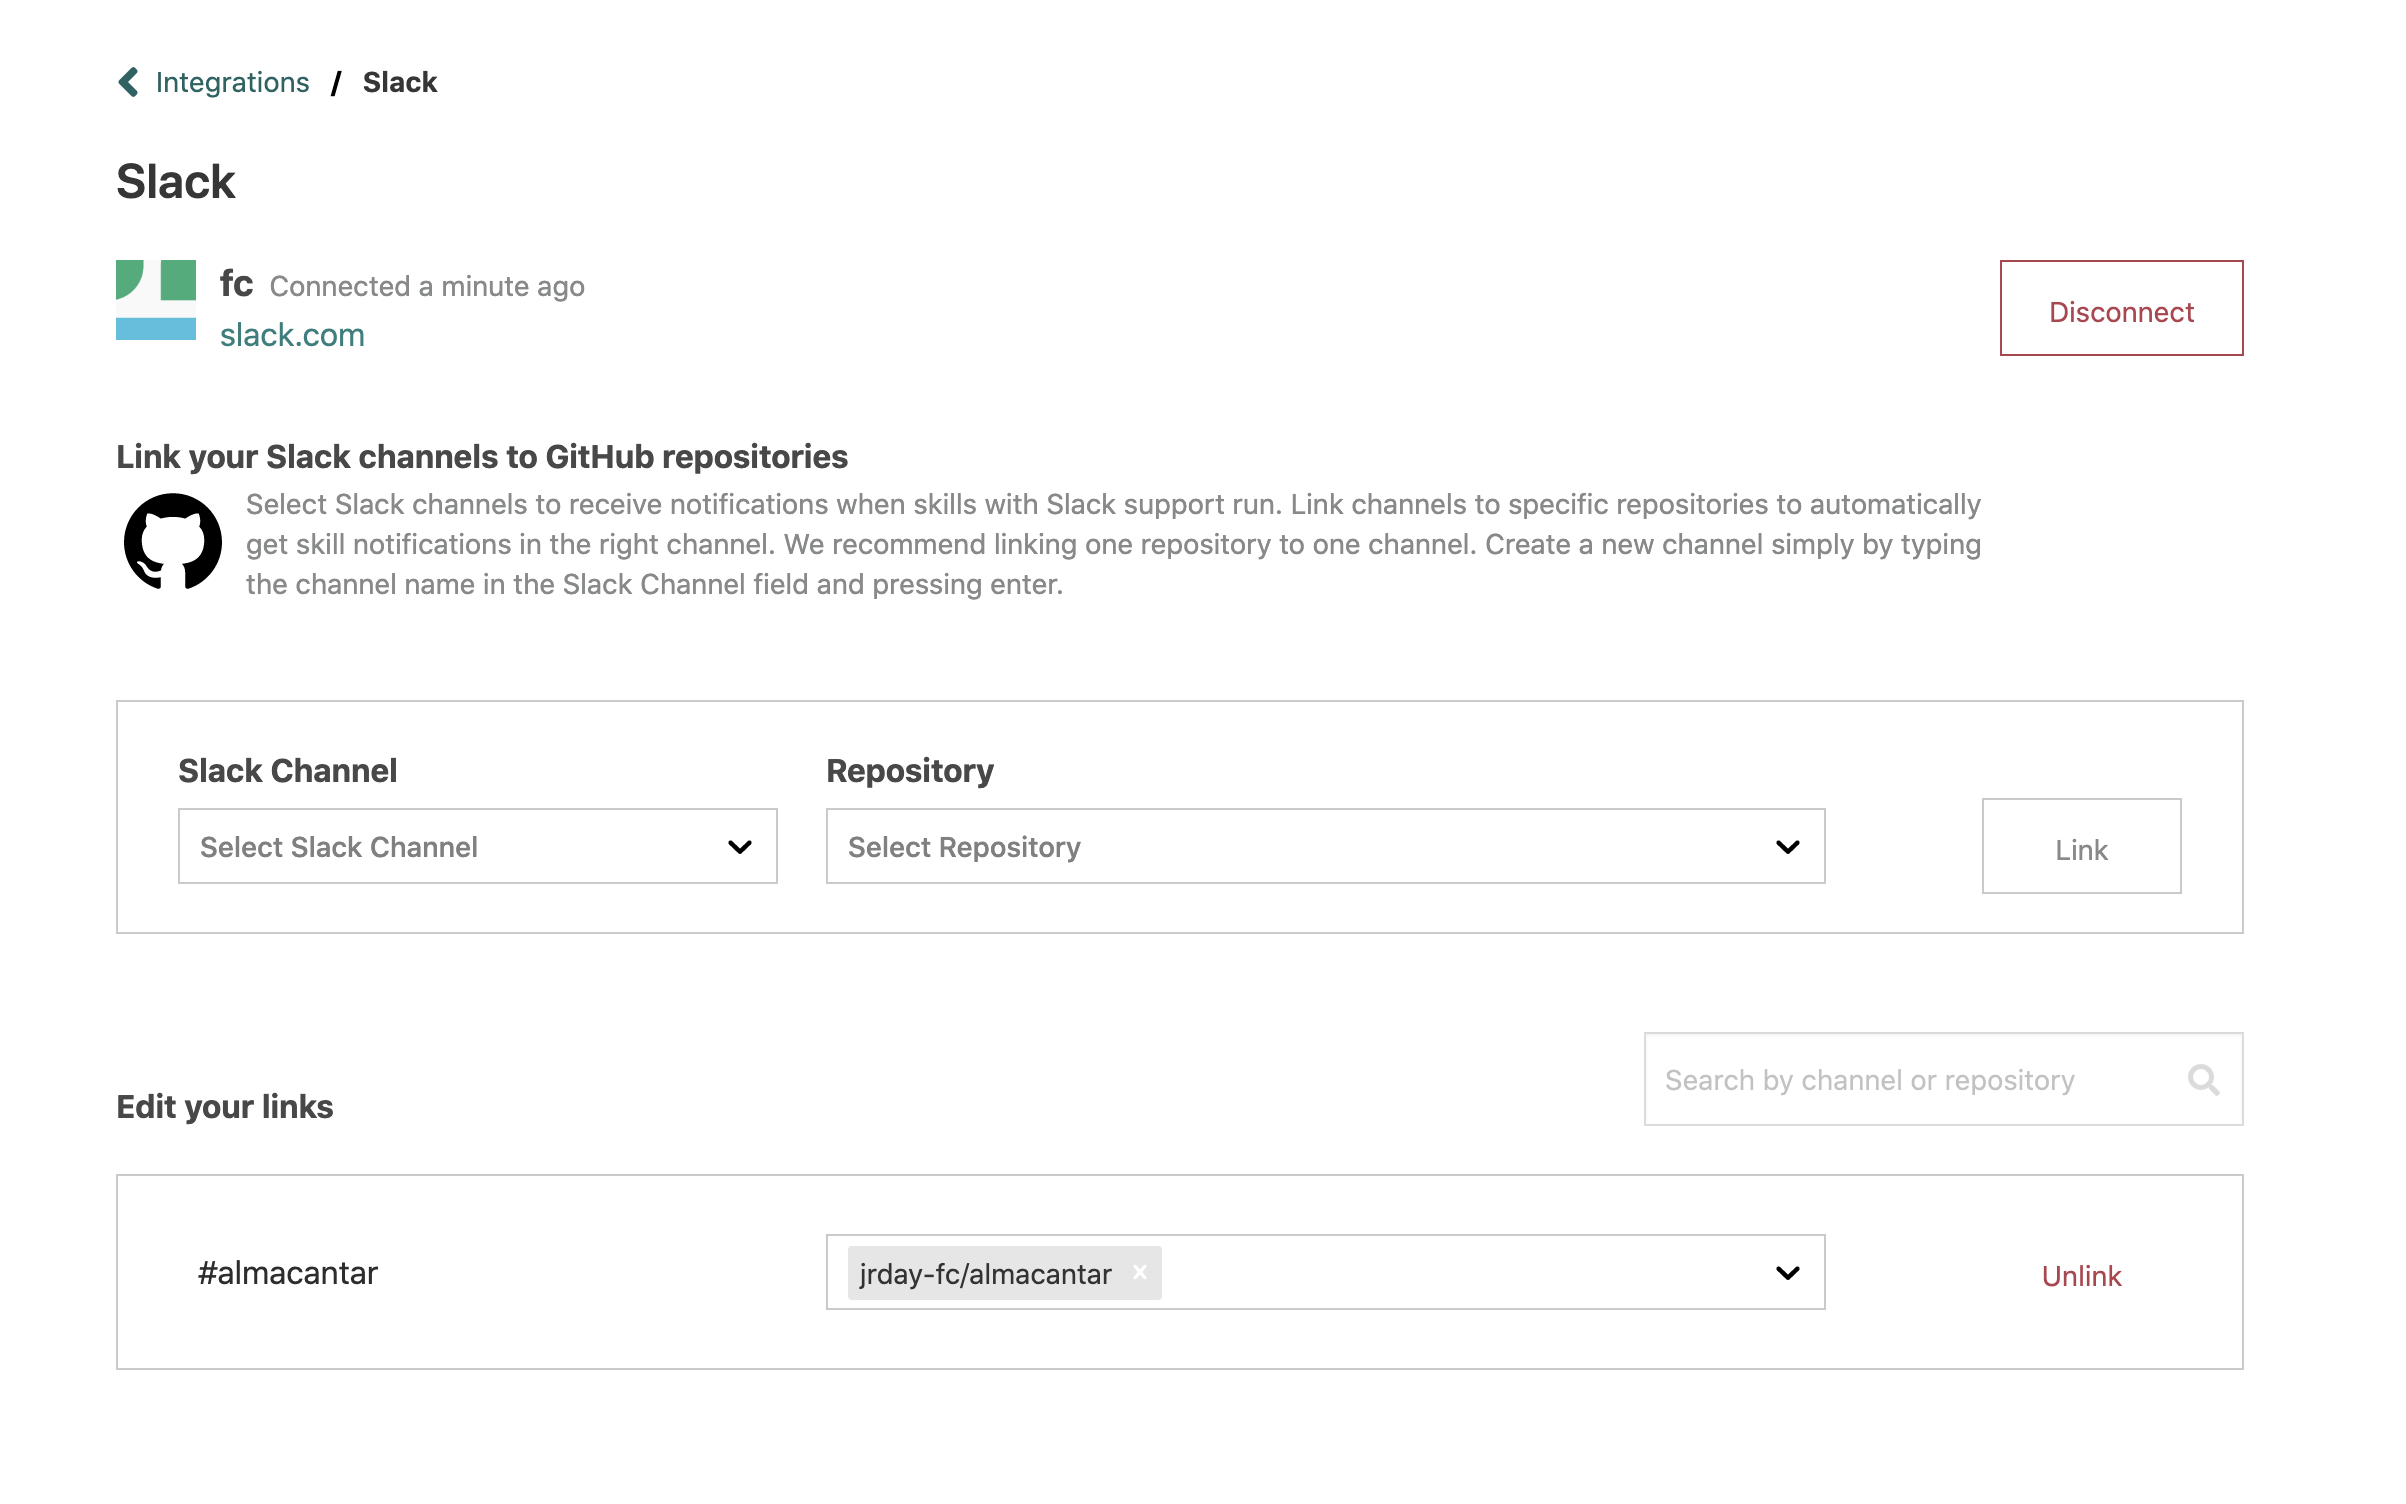 Integrations / Slack
Slack
fc Connected a minute ago
slack.com
Disconnect
Link your Slack channels to GitHub repositories
Select Slack channels to receive notifications when skills with Slack support run. Link channels to specific repositories to automatically
get skill notifications in the right channel. We recommend linking one repository to one channel. Create a new channel simply by typing
the channel name in the Slack Channel field and pressing enter.
Slack Channel
Repository
Select Slack Channel
Select Repository
Link
Search by channel or repository
Edit your links
#almacantar
jrday-fc/almacantar ×
Unlink